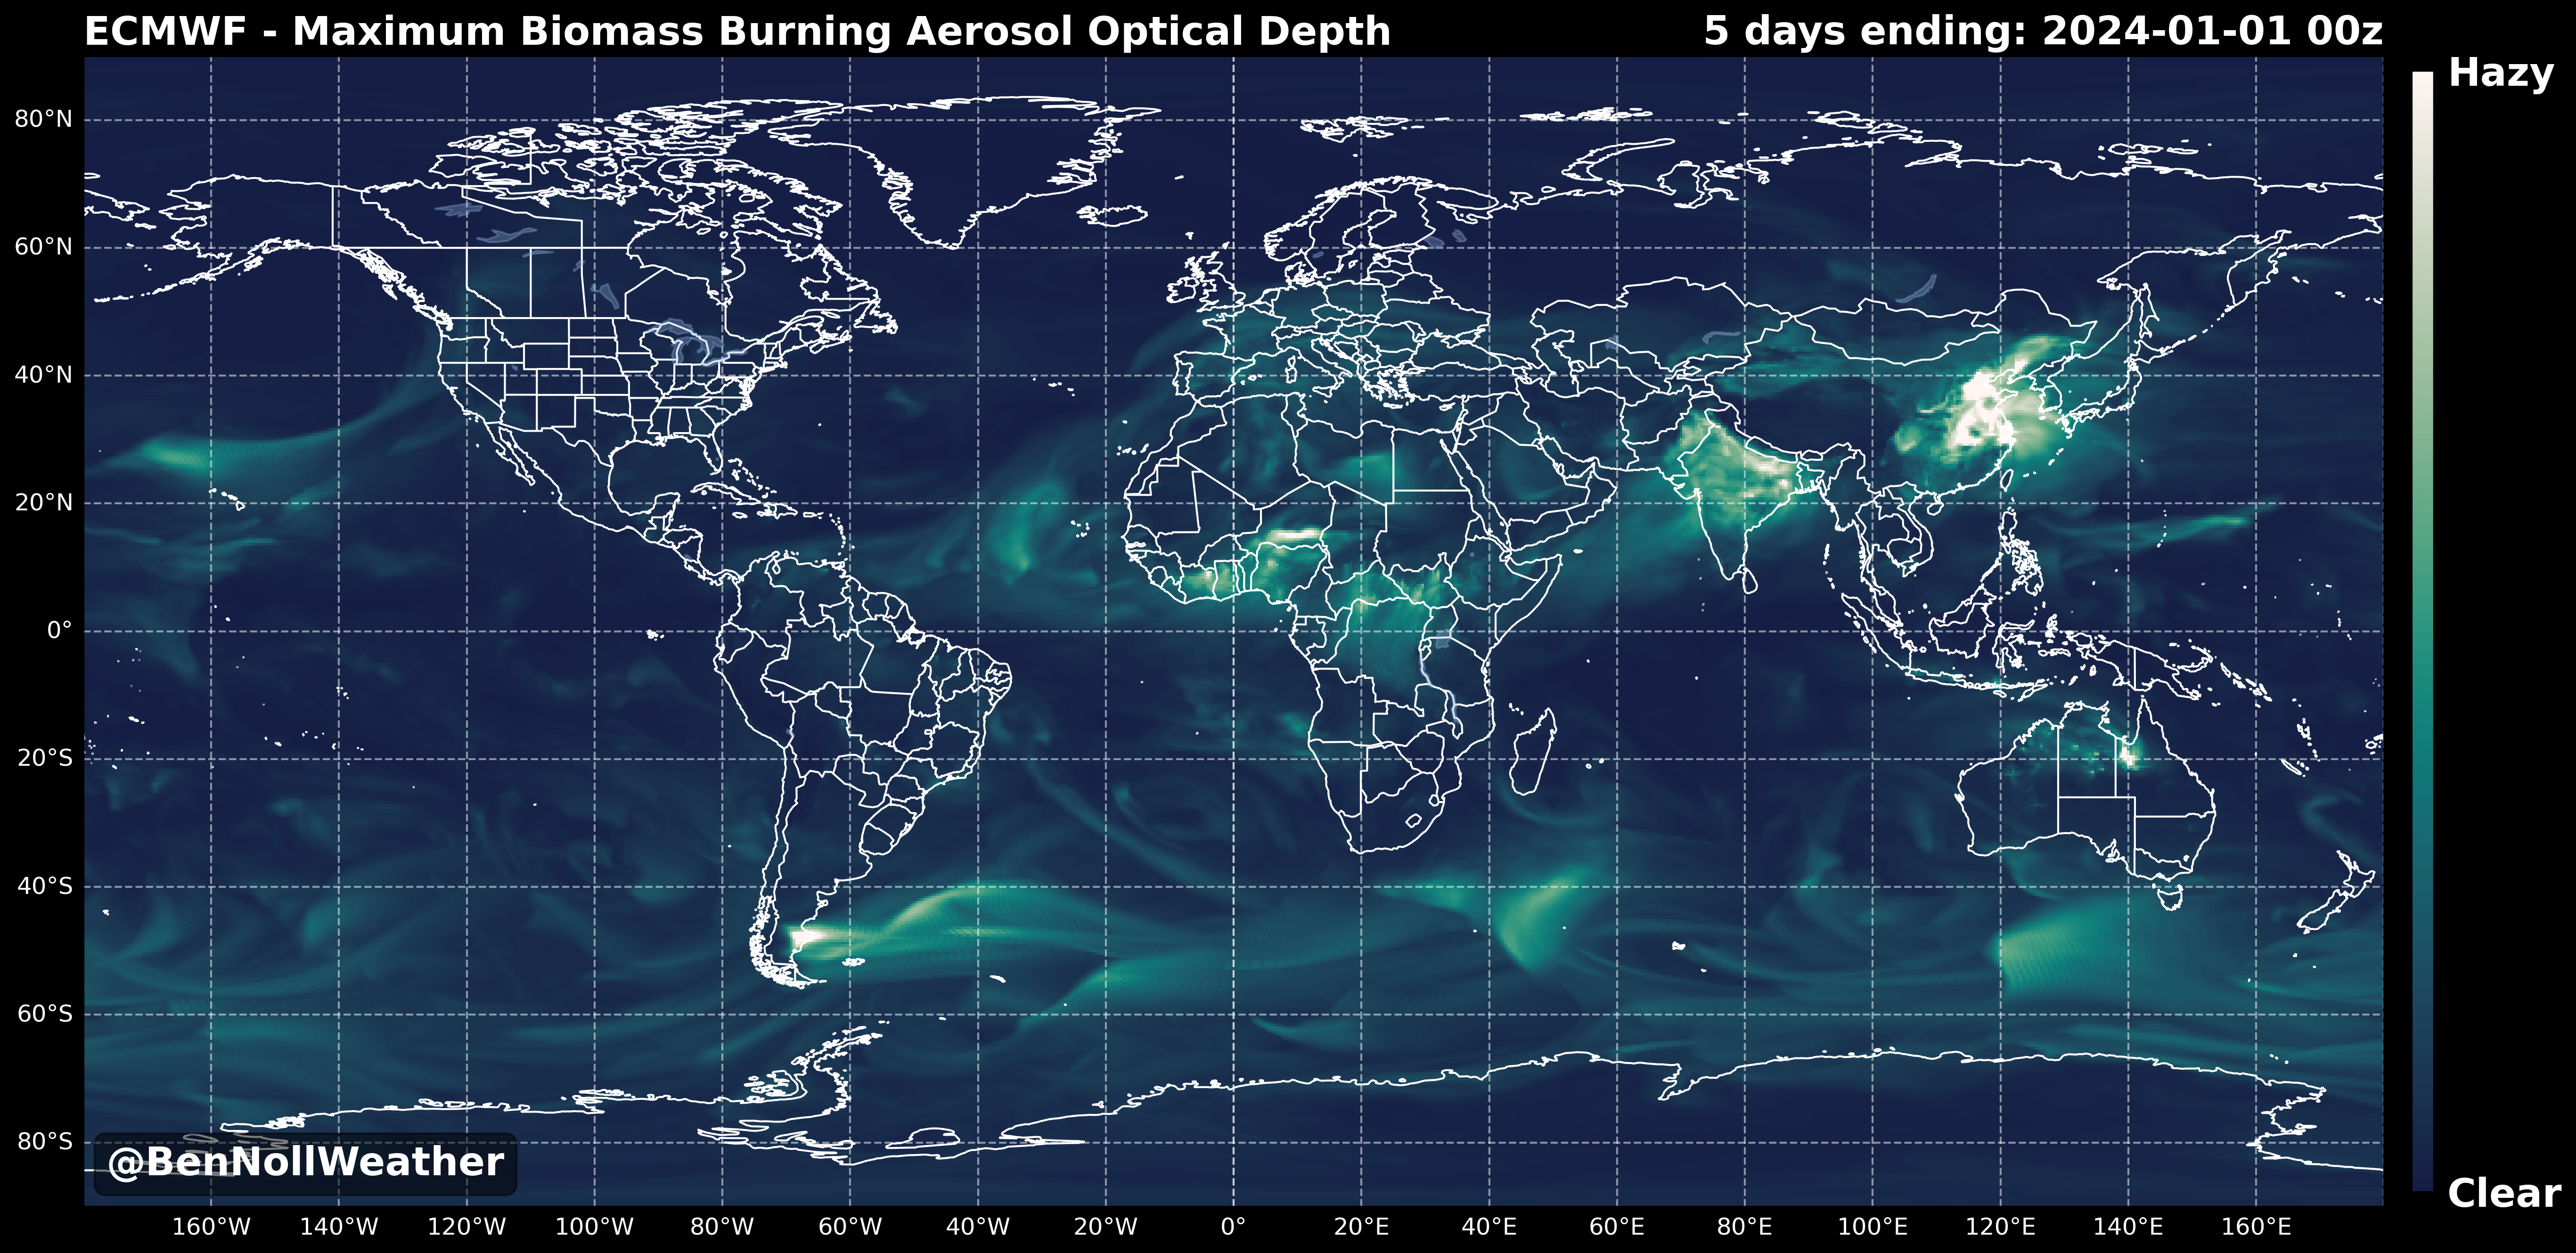 ECMWF - Maximum Biomass Burning Aerosol Optical Depth
5 days ending: 2024-01-01 00z
Hazy
80°N
60°N
40°N
20°N
0°
20°S
40°S
60°S
80°S
@BenNollWeather
Clear
160°W 140°W 120°W 100°W 80°W 60°W 40°W 20°W 0° 20°E 40°E 60°E 80°E 100°E 120°E 140°E 160°E